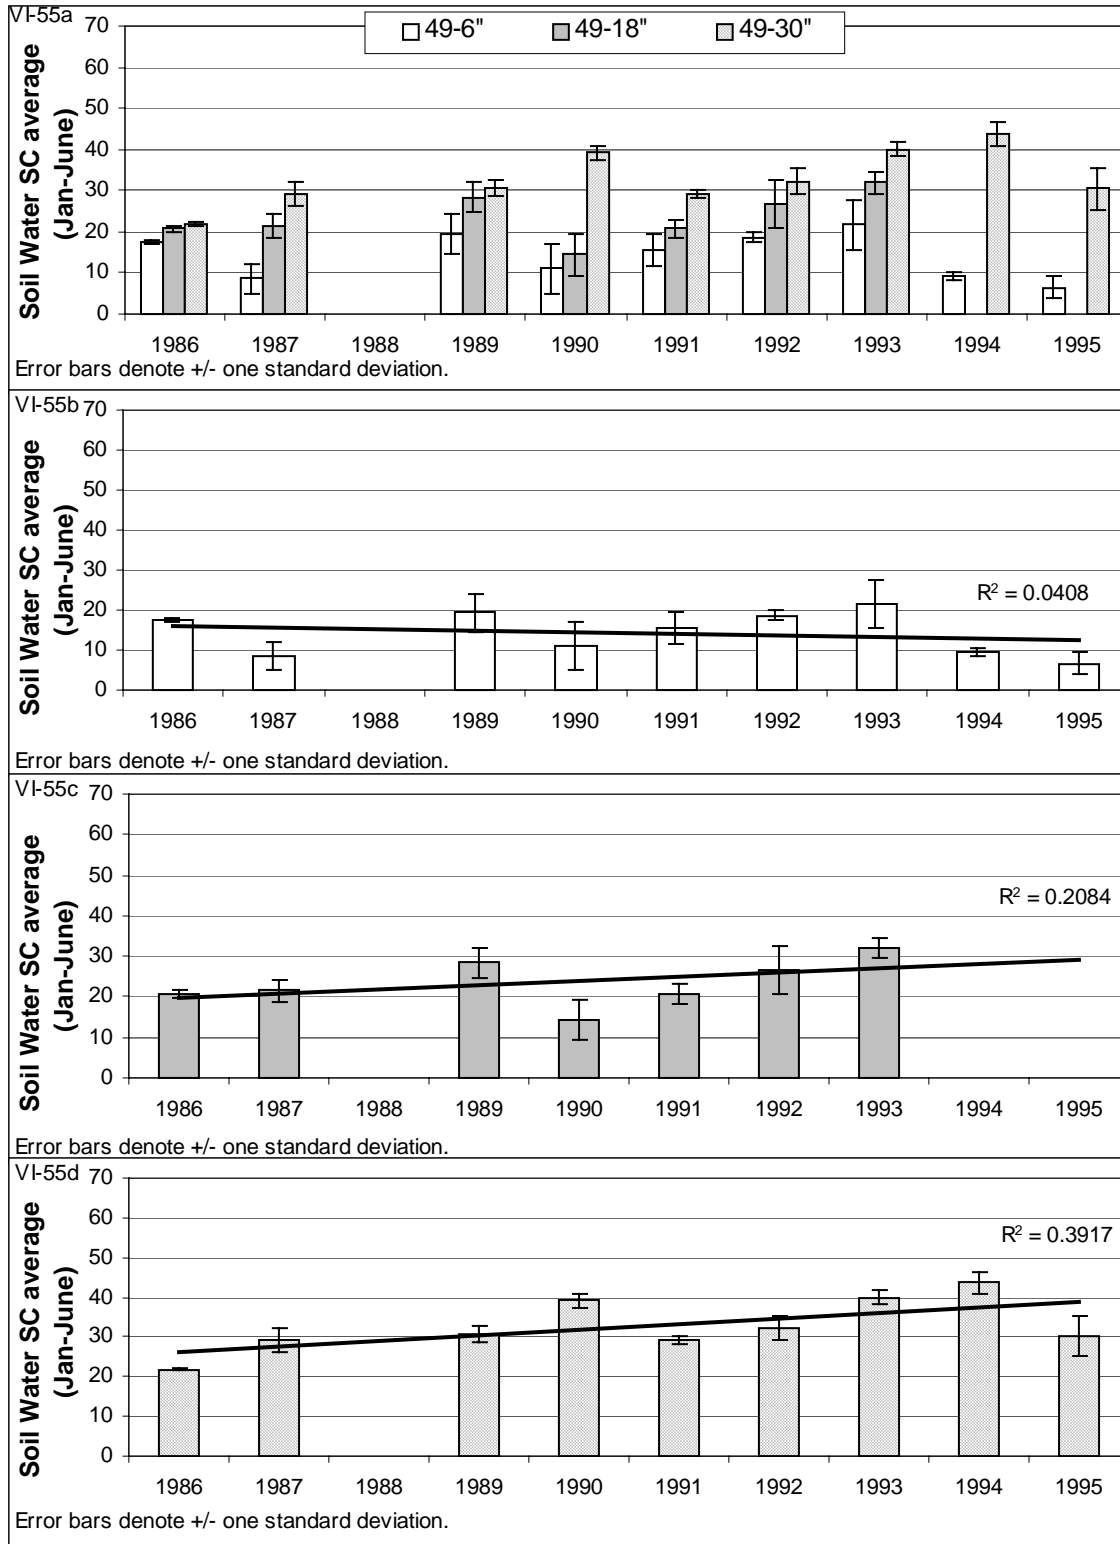 VI-55a
49-6" 49-18" 49-30"
Soil Water SC average
(Jan-June)
70
60
50
40
30
20
10
0
1986 1987 1988 1989 1990 1991 1992 1993 1994 1995
Error bars denote +/- one standard deviation.
VI-55b
Soil Water SC average
(Jan-June)
70
60
50
40
30
20
10
0
R² = 0.0408
1986 1987 1988 1989 1990 1991 1992 1993 1994 1995
Error bars denote +/- one standard deviation.
VI-55c
Soil Water SC average
(Jan-June)
70
60
50
40
30
20
10
0
R² = 0.2084
1986 1987 1988 1989 1990 1991 1992 1993 1994 1995
Error bars denote +/- one standard deviation.
VI-55d
Soil Water SC average
(Jan-June)
70
60
50
40
30
20
10
0
R² = 0.3917
1986 1987 1988 1989 1990 1991 1992 1993 1994 1995
Error bars denote +/- one standard deviation.